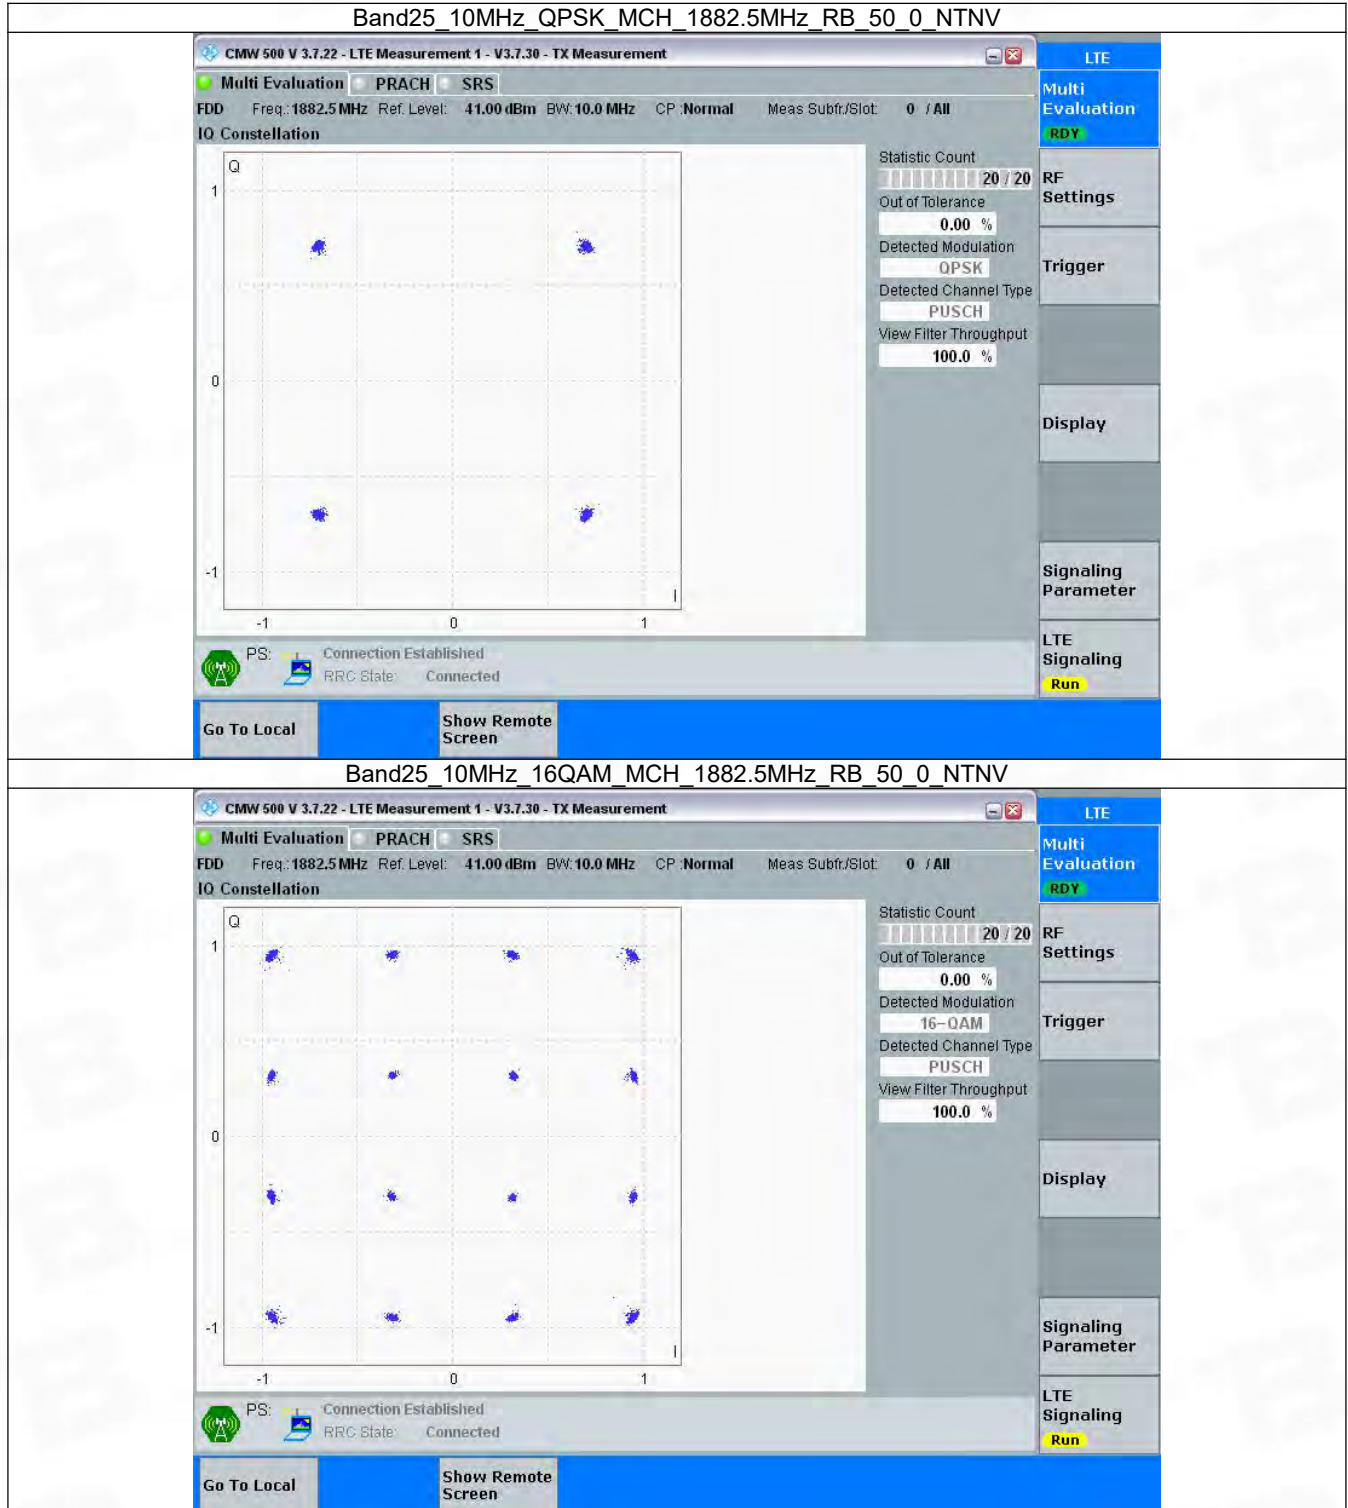 Band25_10MHz_QPSK_MCH_1882.5MHz_RB_50_0_NTNV
CMW 500 V 3.7.22 - LTE Measurement 1 - V3.7.30 - TX Measurement
LTE
Multi Evaluation PRACH SRS
Multi
Evaluation
RDY
FDD Freq.:1882.5 MHz Ref. Level: 41.00 dBm BW:10.0 MHz CP :Normal Meas Subfr./Slot: 0 / All
IQ Constellation
Q
1
0
-1
I
-1 0 1
Statistic Count
20 / 20
Out of Tolerance
0.00 %
Detected Modulation
QPSK
Detected Channel Type
PUSCH
View Filter Throughput
100.0 %
RF
Settings
Trigger
Display
Signaling
Parameter
LTE
Signaling
Run
PS: Connection Established
RRC State: Connected
Go To Local
Show Remote
Screen
Band25_10MHz_16QAM_MCH_1882.5MHz_RB_50_0_NTNV
CMW 500 V 3.7.22 - LTE Measurement 1 - V3.7.30 - TX Measurement
LTE
Multi Evaluation PRACH SRS
Multi
Evaluation
RDY
FDD Freq.:1882.5 MHz Ref. Level: 41.00 dBm BW:10.0 MHz CP :Normal Meas Subfr./Slot: 0 / All
IQ Constellation
Q
1
0
-1
I
-1 0 1
Statistic Count
20 / 20
Out of Tolerance
0.00 %
Detected Modulation
16-QAM
Detected Channel Type
PUSCH
View Filter Throughput
100.0 %
RF
Settings
Trigger
Display
Signaling
Parameter
LTE
Signaling
Run
PS: Connection Established
RRC State: Connected
Go To Local
Show Remote
Screen